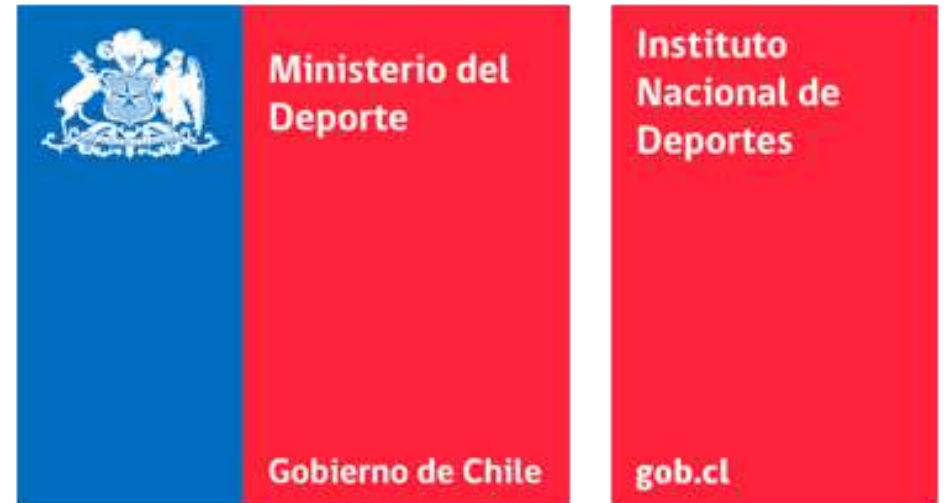 Ministerio del
Deporte
Gobierno de Chile
Instituto
Nacional de
Deportes
gob.cl